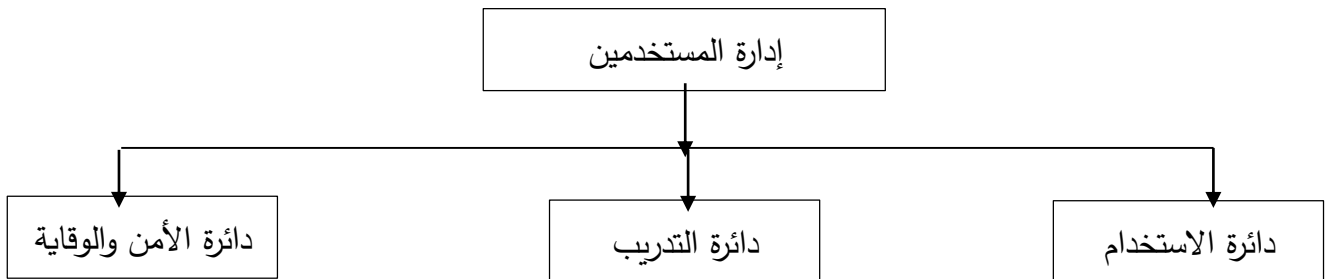 إدارة المستخدمين
دائرة الاستخدام
دائرة التدريب
دائرة الأمن والوقاية